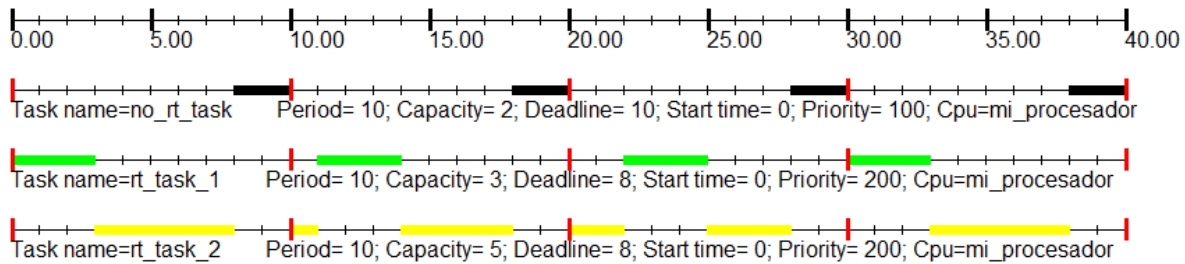 0.00 5.00 10.00 15.00 20.00 25.00 30.00 35.00 40.00
Task name=no_rt_task Period= 10; Capacity= 2; Deadline= 10; Start time= 0; Priority= 100; Cpu=mi_procesador
Task name=rt_task_1 Period= 10; Capacity= 3; Deadline= 8; Start time= 0; Priority= 200; Cpu=mi_procesador
Task name=rt_task_2 Period= 10; Capacity= 5; Deadline= 8; Start time= 0; Priority= 200; Cpu=mi_procesador